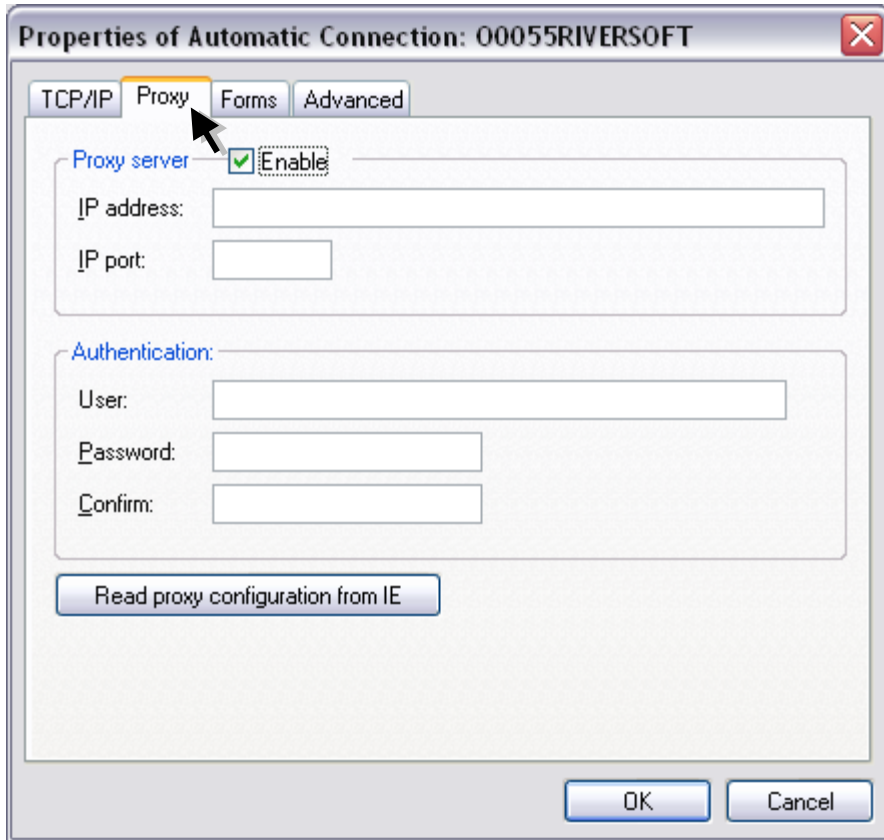 Properties of Automatic Connection: O0055RIVERSOFT
TCP/IP Proxy Forms Advanced
Proxy server Enable
IP address:
IP port:
Authentication:
User:
Password:
Confirm:
Read proxy configuration from IE
OK Cancel